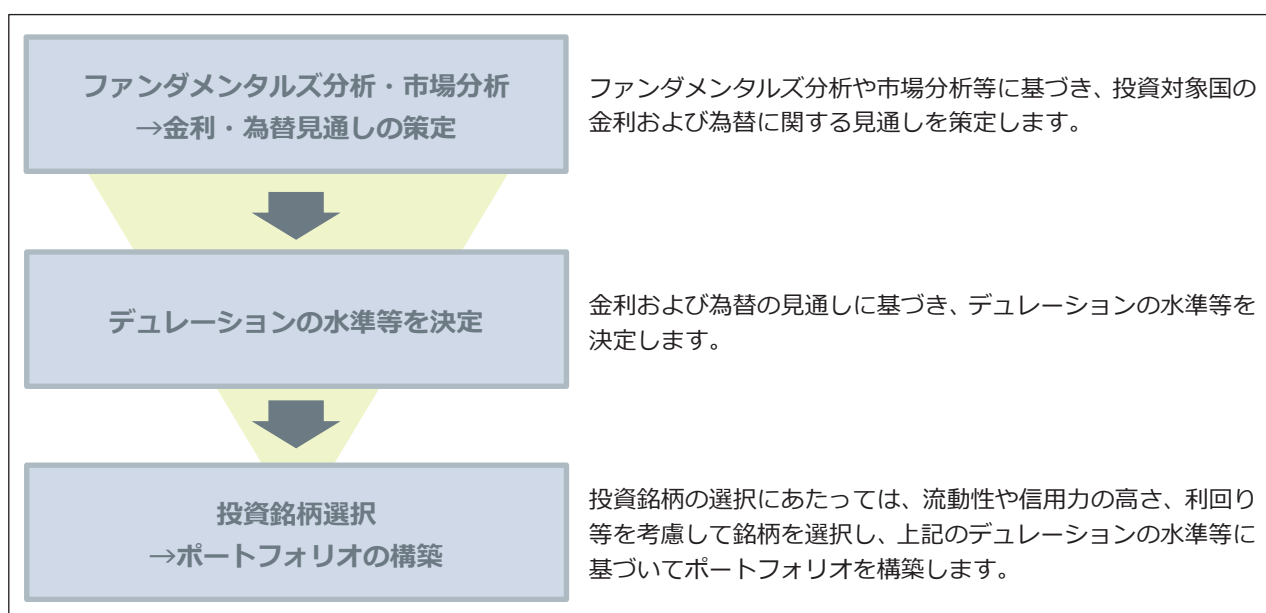 ファンダメンタルズ分析・市場分析
→金利・為替見通しの策定
ファンダメンタルズ分析や市場分析等に基づき、投資対象国の
金利および為替に関する見通しを策定します。
デュレーションの水準等を決定
金利および為替の見通しに基づき、デュレーションの水準等を
決定します。
投資銘柄選択
→ポートフォリオの構築
投資銘柄の選択にあたっては、流動性や信用力の高さ、利回り
等を考慮して銘柄を選択し、上記のデュレーションの水準等に
基づいてポートフォリオを構築します。